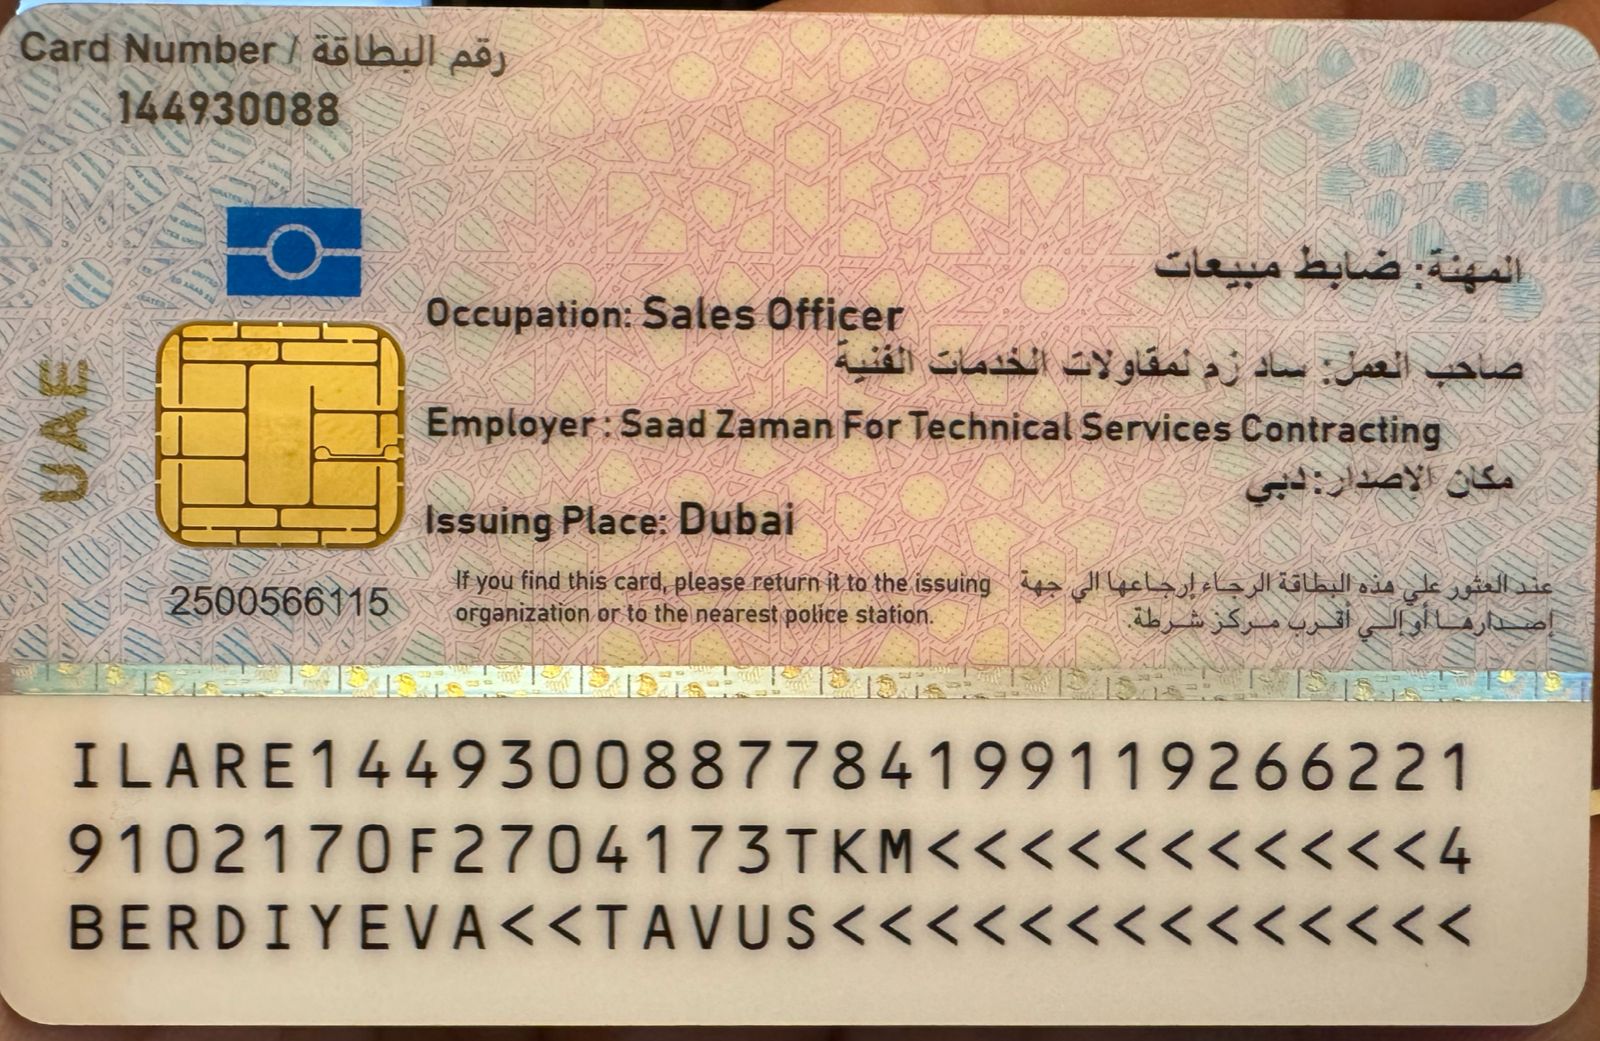 Card Number / رقم البطاقة
144930088
المهنة: ضابط مبيعات
Occupation: Sales Officer
صاحب العمل: ساد زم لمقاولات الخدمات الفنية
Employer : Saad Zaman For Technical Services Contracting
مكان الاصدار: دبي
Issuing Place: Dubai
UAE
2500566115
If you find this card, please return it to the issuing
organization or to the nearest police station.
عند العثور علي هذه البطاقة الرجاء إرجاعها الي جهة
إصدارها أو إلي أقرب مركز شرطة.
ILARE1449300887784199119266221
9102170F2704173TKM<<<<<<<<<<<4
BERDIYEVA<<TAVUS<<<<<<<<<<<<<<